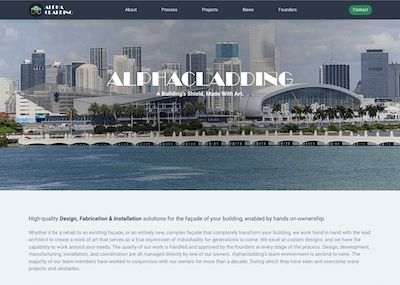 ALPHA
CLADDING
About
Process
Projects
News
Founders
Contact
ALPHACLADDING
A Building's Shield, Made With Art.
High-quality Design, Fabrication & Installation solutions for the façade of your building, enabled by hands on-ownership.
Whether it be a rehab to an existing façade, or an entirely new, complex façade that completely transform your building, we work hand in hand with the lead
architect to create a work of art that serves as a true expression of individuality for generations to come. We excel at custom designs, and we have the
capability to work around your needs. The quality of our work is handled and approved by the founders at every stage of the process. Design, development,
manufacturing, installation, and coordination are all managed directly by one of our owners. Alphacladding's team environment is second to none. The
majority of our team members have worked in conjunction with our owners for more than a decade. During which they have seen and overcome many
projects and obstacles.